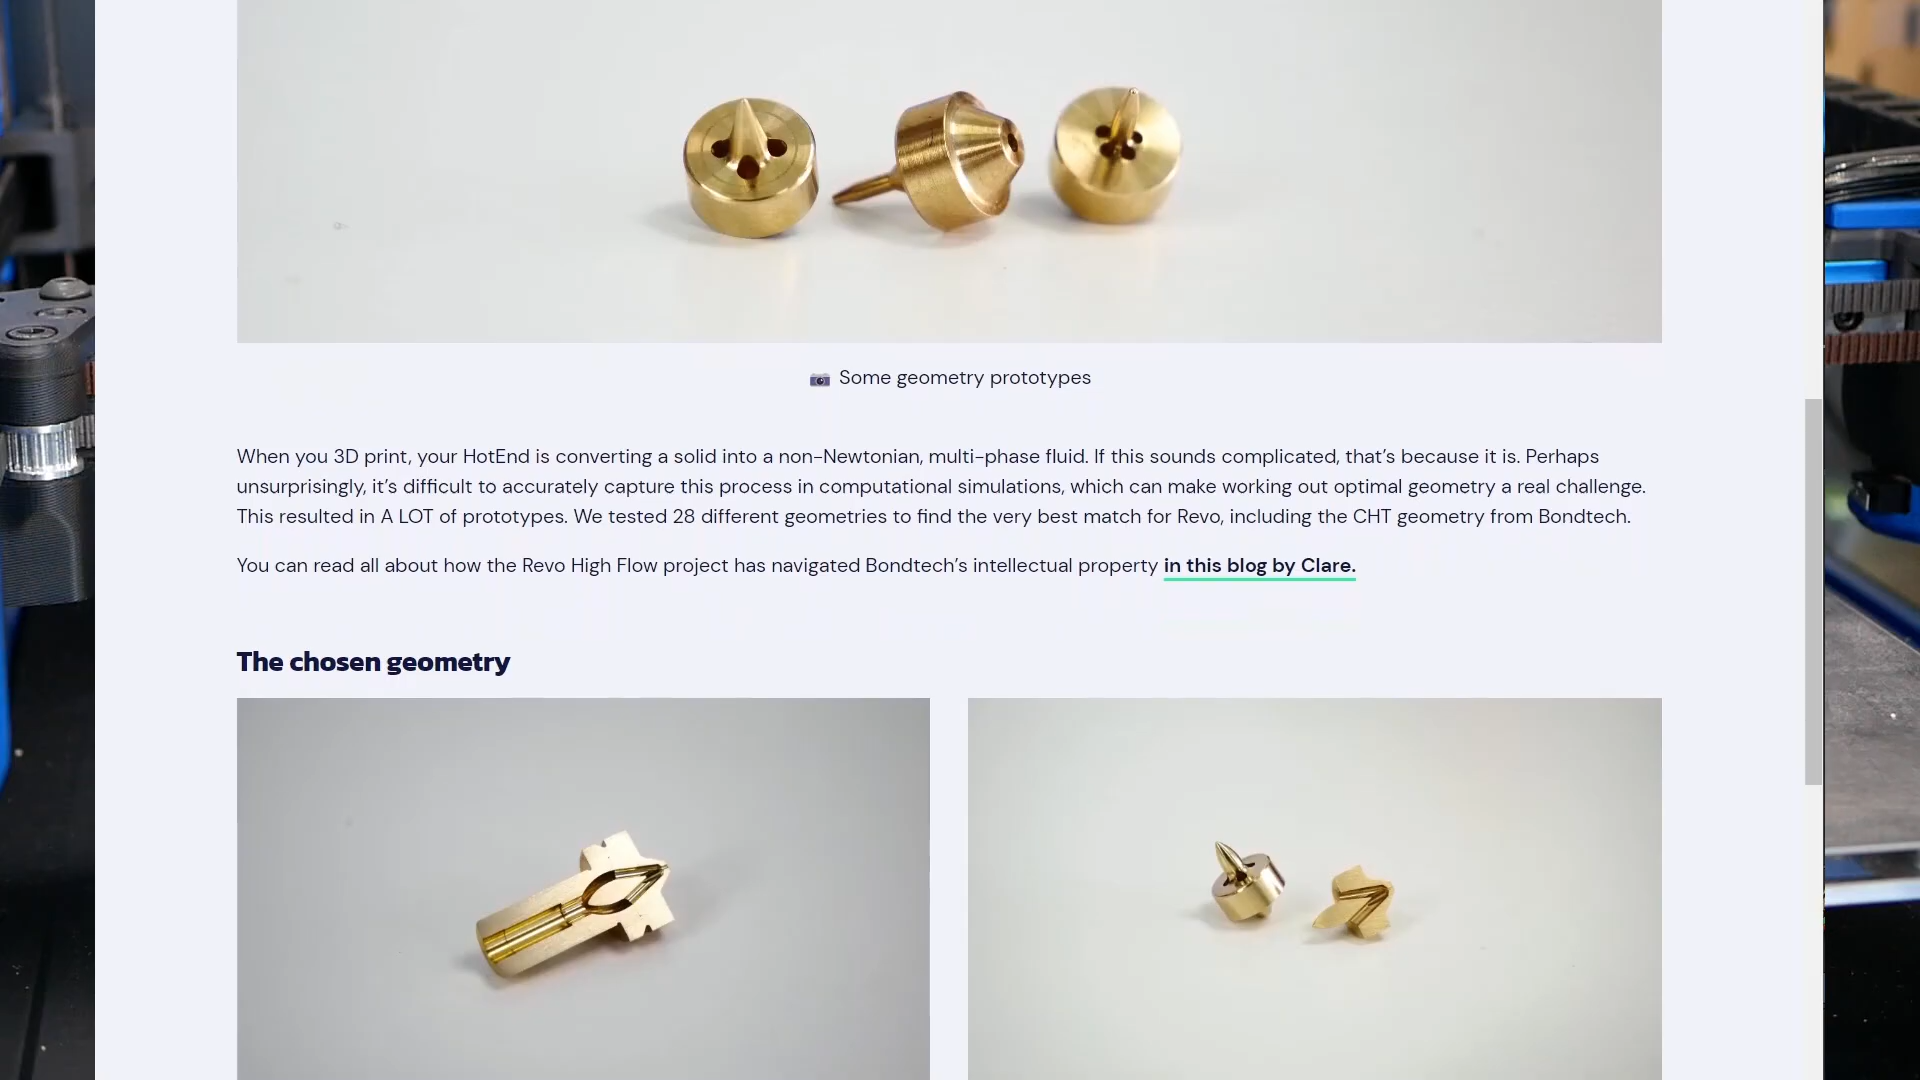 Some geometry prototypes
When you 3D print, your HotEnd is converting a solid into a non-Newtonian, multi-phase fluid. If this sounds complicated, that’s because it is. Perhaps
unsurprisingly, it’s difficult to accurately capture this process in computational simulations, which can make working out optimal geometry a real challenge.
This resulted in A LOT of prototypes. We tested 28 different geometries to find the very best match for Revo, including the CHT geometry from Bondtech.
You can read all about how the Revo High Flow project has navigated Bondtech’s intellectual property in this blog by Clare.
The chosen geometry